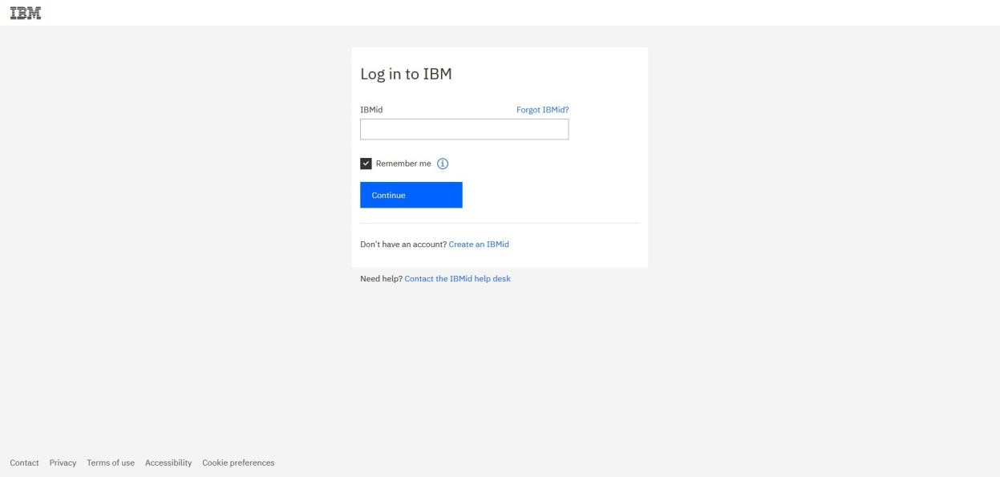 IBM
Log in to IBM
IBMid Forgot IBMid?
Remember me
Continue
Don't have an account? Create an IBMid
Need help? Contact the IBMid help desk
Contact Privacy Terms of use Accessibility Cookie preferences